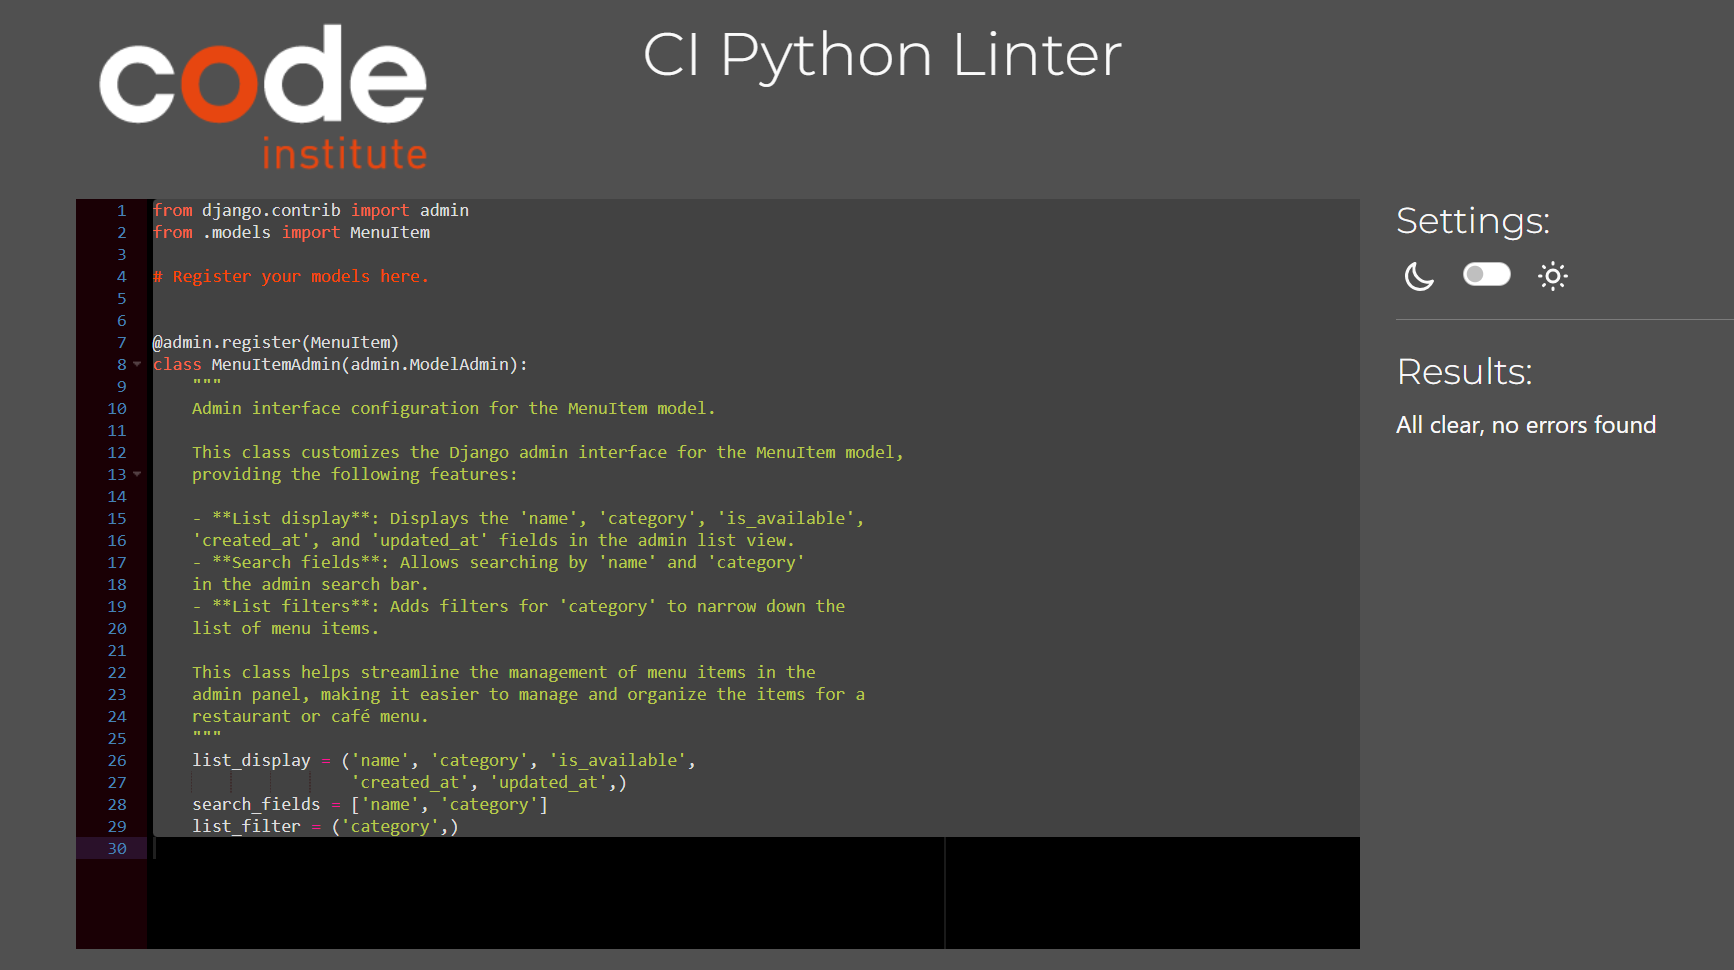 code
institute
CI Python Linter
1 from django.contrib import admin
2 from .models import MenuItem
3
4 # Register your models here.
5
6
7 @admin.register(MenuItem)
8 class MenuItemAdmin(admin.ModelAdmin):
9     """
10     Admin interface configuration for the MenuItem model.
11
12     This class customizes the Django admin interface for the MenuItem model,
13     providing the following features:
14
15     - **List display**: Displays the 'name', 'category', 'is_available',
16     'created_at', and 'updated_at' fields in the admin list view.
17     - **Search fields**: Allows searching by 'name' and 'category'
18     in the admin search bar.
19     - **List filters**: Adds filters for 'category' to narrow down the
20     list of menu items.
21
22     This class helps streamline the management of menu items in the
23     admin panel, making it easier to manage and organize the items for a
24     restaurant or café menu.
25     """
26     list_display = ('name', 'category', 'is_available',
27                     'created_at', 'updated_at',)
28     search_fields = ['name', 'category']
29     list_filter = ('category',)
30
Settings:
Results:
All clear, no errors found